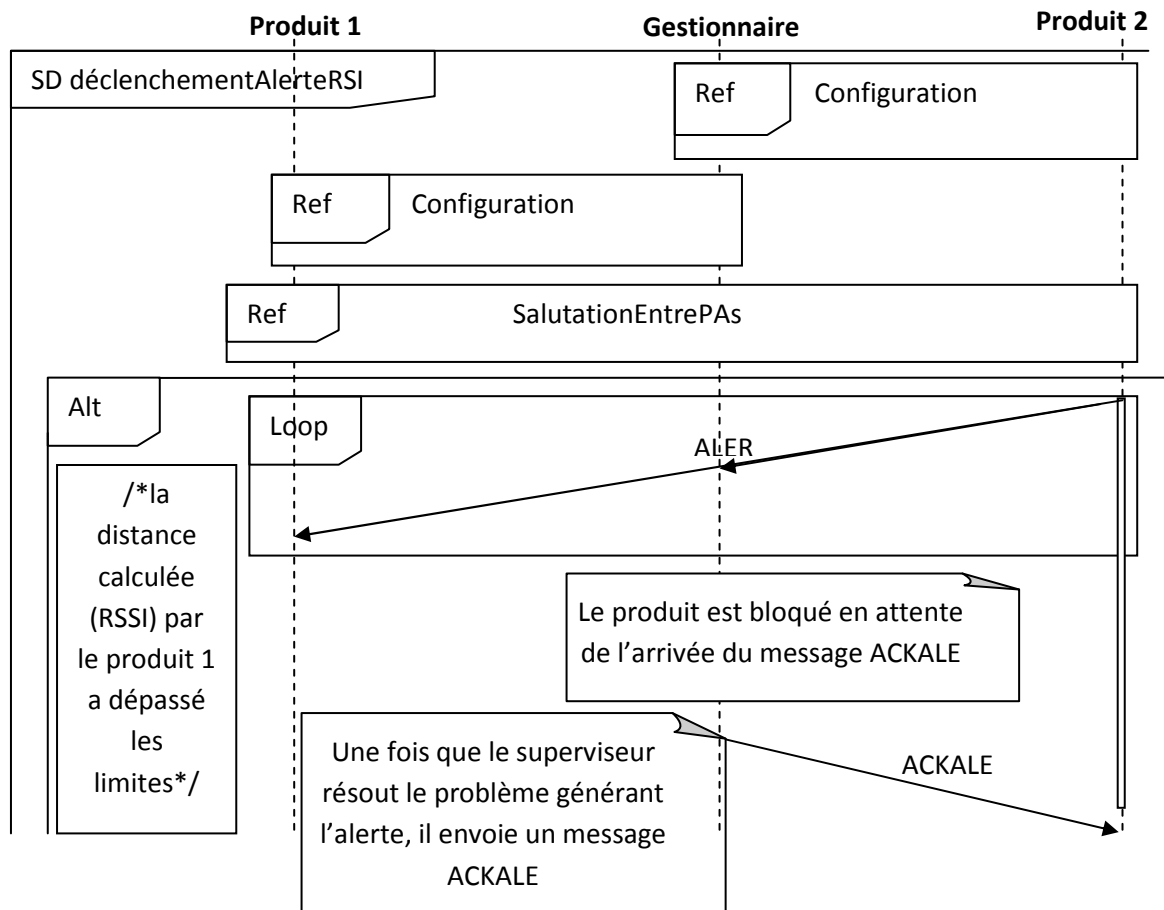 Produit 1
Gestionnaire
Produit 2
SD déclenchementAlerteRSI
Ref
Configuration
Ref
Configuration
Ref
SalutationEntrePAs
Alt
Loop
ALER
/*la
distance
calculée
(RSSI) par
le produit 1
a dépassé
les
limites*/
Le produit est bloqué en attente
de l’arrivée du message ACKALE
Une fois que le superviseur
résout le problème générant
l’alerte, il envoie un message
ACKALE
ACKALE